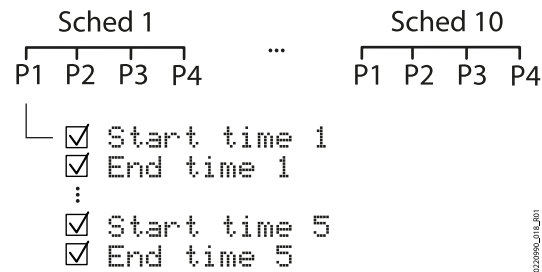 Sched 1 ... Sched 10
P1 P2 P3 P4 P1 P2 P3 P4
Start time 1
End time 1
⋮
Start time 5
End time 5
0220990_018_R01